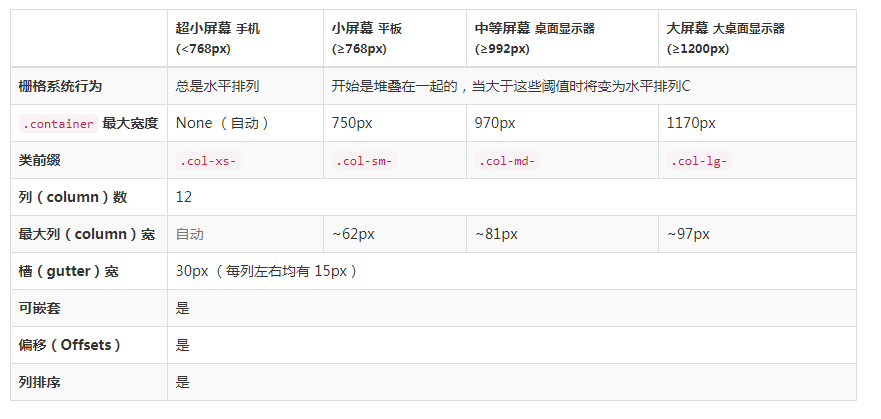 超小屏幕 手机 小屏幕 平板 中等屏幕 桌面显示器 大屏幕 大桌面显示器
(<768px) (≥768px) (≥992px) (≥1200px)
栅格系统行为 总是水平排列 开始是堆叠在一起的，当大于这些阈值时将变为水平排列C
.container 最大宽度 None （自动） 750px 970px 1170px
类前缀 .col-xs- .col-sm- .col-md- .col-lg-
列（column）数 12
最大列（column）宽 自动 ~62px ~81px ~97px
槽（gutter）宽 30px （每列左右均有 15px）
可嵌套 是
偏移（Offsets） 是
列排序 是